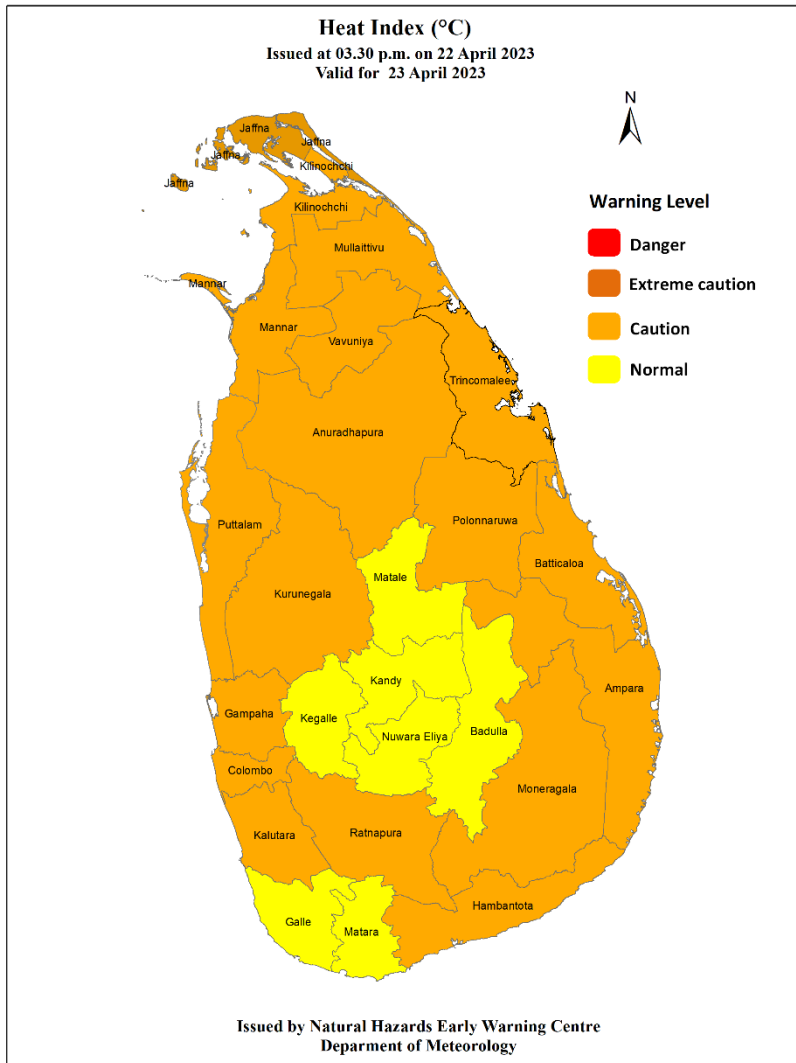 Heat Index (°C)
Issued at 03.30 p.m. on 22 April 2023
Valid for 23 April 2023
N
Warning Level
Danger
Extreme caution
Caution
Normal
Jaffna
Jaffna
Jaffna
Kilinochchi
Jaffna
Kilinochchi
Mullaittivu
Mannar
Mannar
Vavuniya
Trincomalee
Anuradhapura
Puttalam
Polonnaruwa
Batticaloa
Matale
Kurunegala
Kandy
Ampara
Gampaha
Kegalle
Nuwara Eliya
Badulla
Colombo
Moneragala
Kalutara
Ratnapura
Hambantota
Galle
Matara
Issued by Natural Hazards Early Warning Centre
Deparment of Meteorology